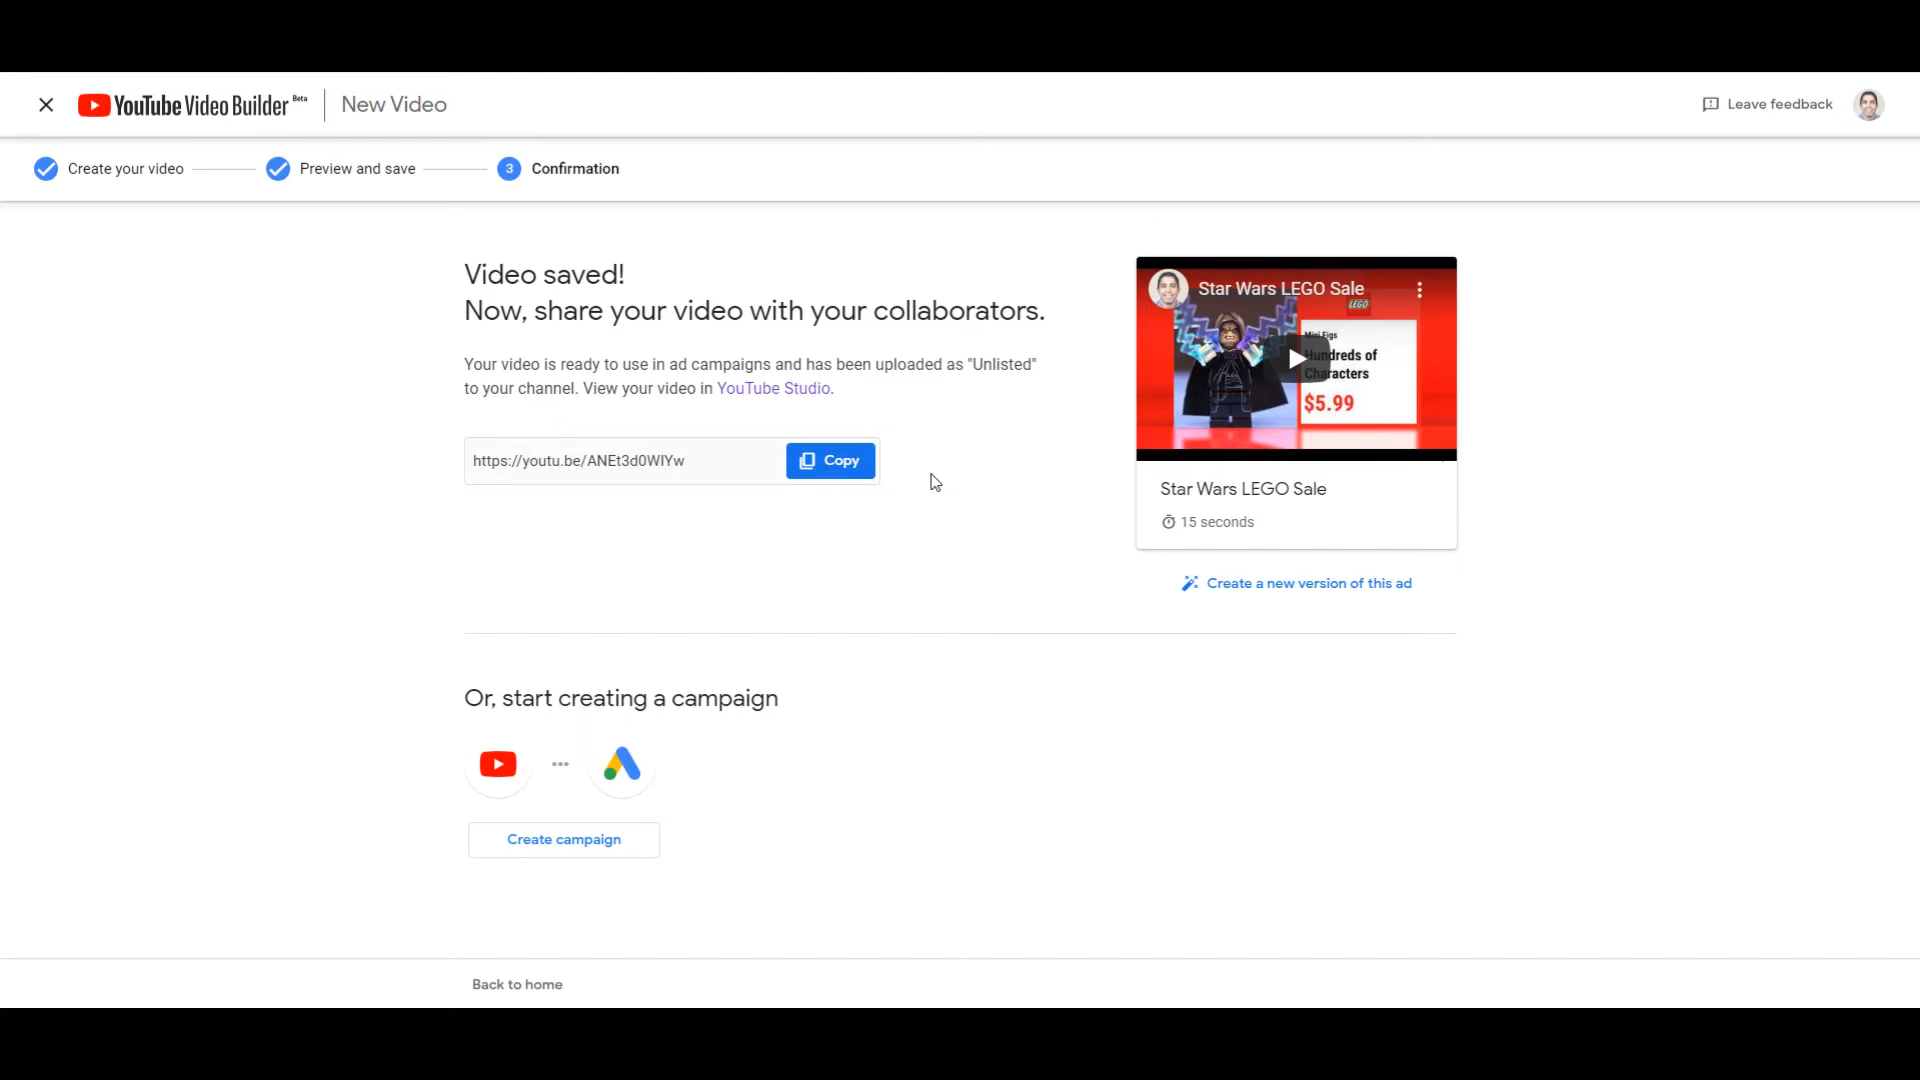 YouTube Video Builder Beta New Video
Leave feedback
Create your video
Preview and save
3 Confirmation
Video saved!
Now, share your video with your collaborators.
Your video is ready to use in ad campaigns and has been uploaded as "Unlisted"
to your channel. View your video in YouTube Studio.
https://youtu.be/ANEt3d0WIYw
Copy
Star Wars LEGO Sale
LEGO
Mini Figs
Hundreds of
Characters
$5.99
Star Wars LEGO Sale
15 seconds
Create a new version of this ad
Or, start creating a campaign
Create campaign
Back to home